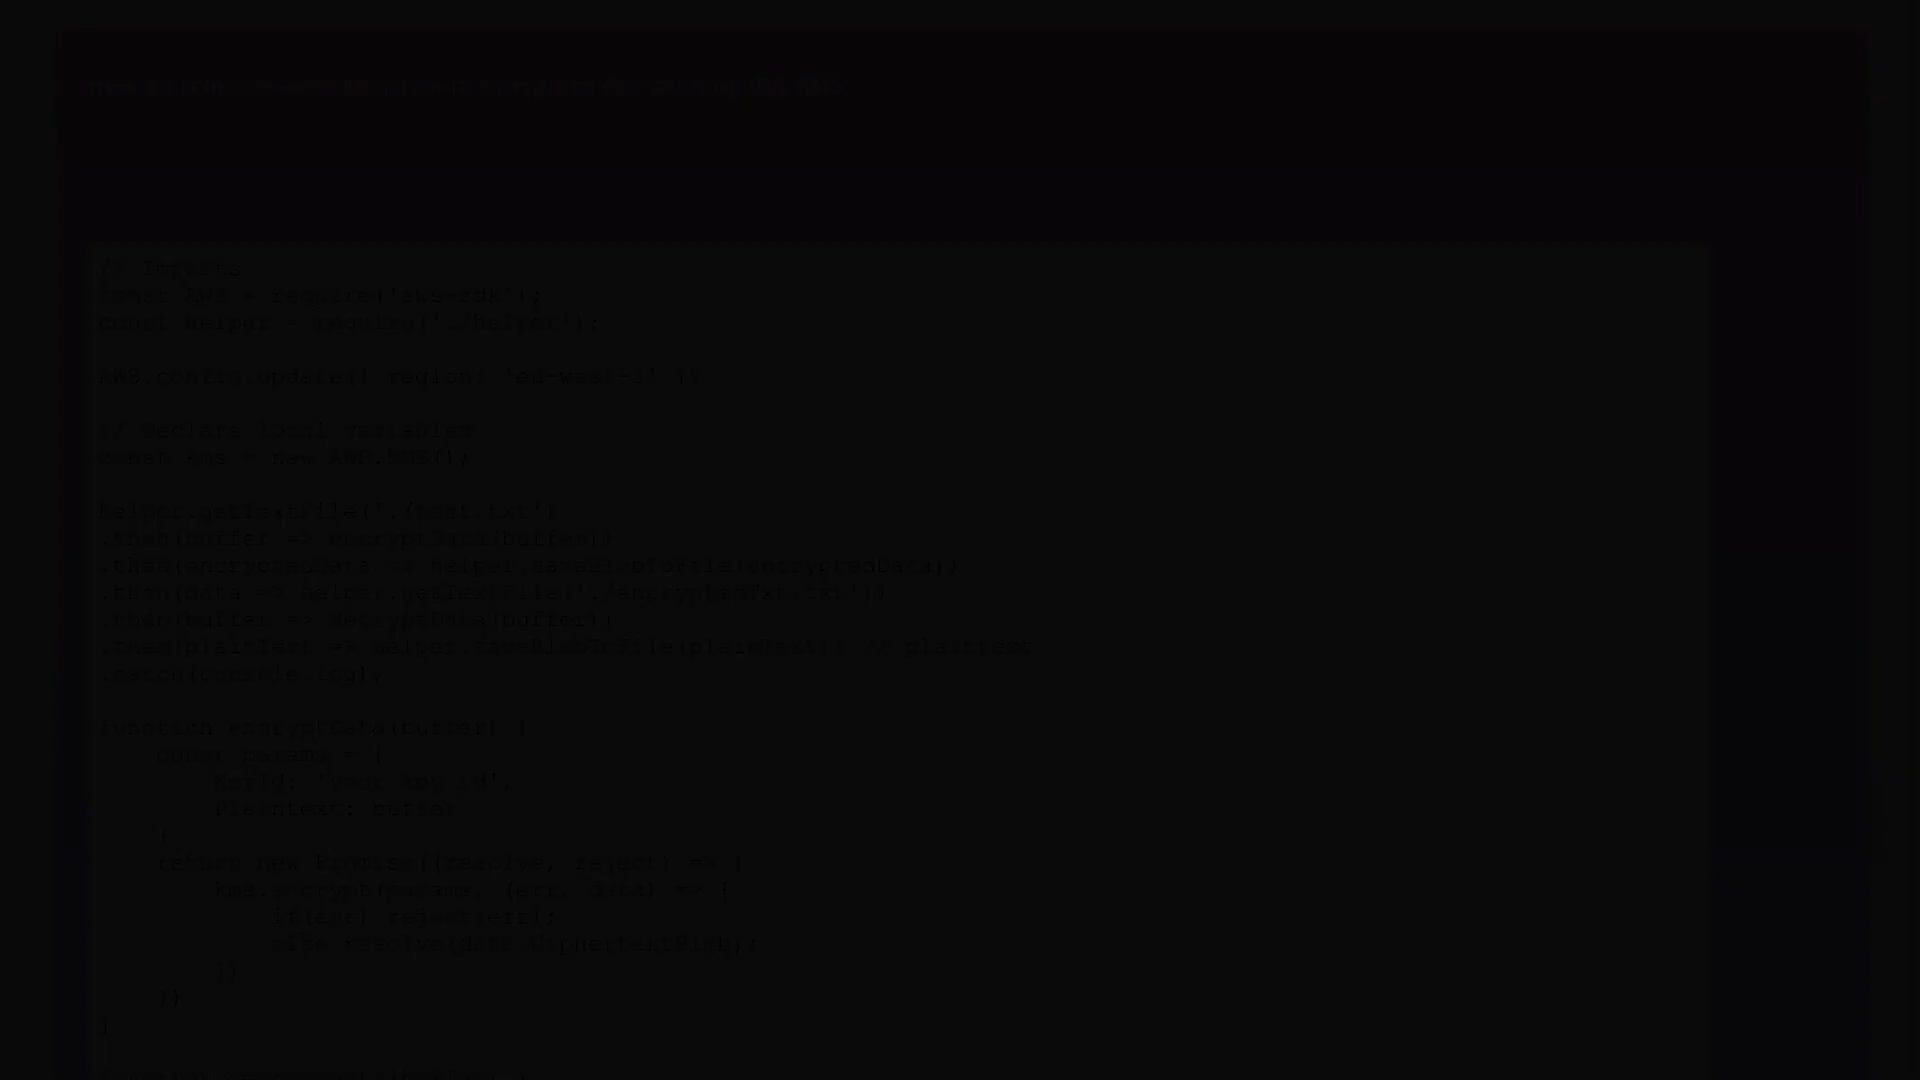 // Imports
const AWS = require('aws-sdk');
const helper = require('./helper');
AWS.config.update({ region: 'eu-west-1' })
// Declare local variables
const kms = new AWS.KMS();
helper.getTextFile('./test.txt')
.then(buffer => encryptData(buffer))
.then(encryptedData => helper.saveBlobToFile(encryptedData))
.then(data => helper.getTextFile('./encryptedTxt.txt'))
.then(buffer => decryptData(buffer))
.then(plainText => helper.saveBlobToFile(plainText)) // plaintext
.catch(console.log);
function encryptData(buffer) {
const params = {
KeyId: 'your key id',
Plaintext: buffer
}
return new Promise((resolve, reject) => {
kms.encrypt(params, (err, data) => {
if(err) reject(err);
else resolve(data.CiphertextBlob);
})
})
}